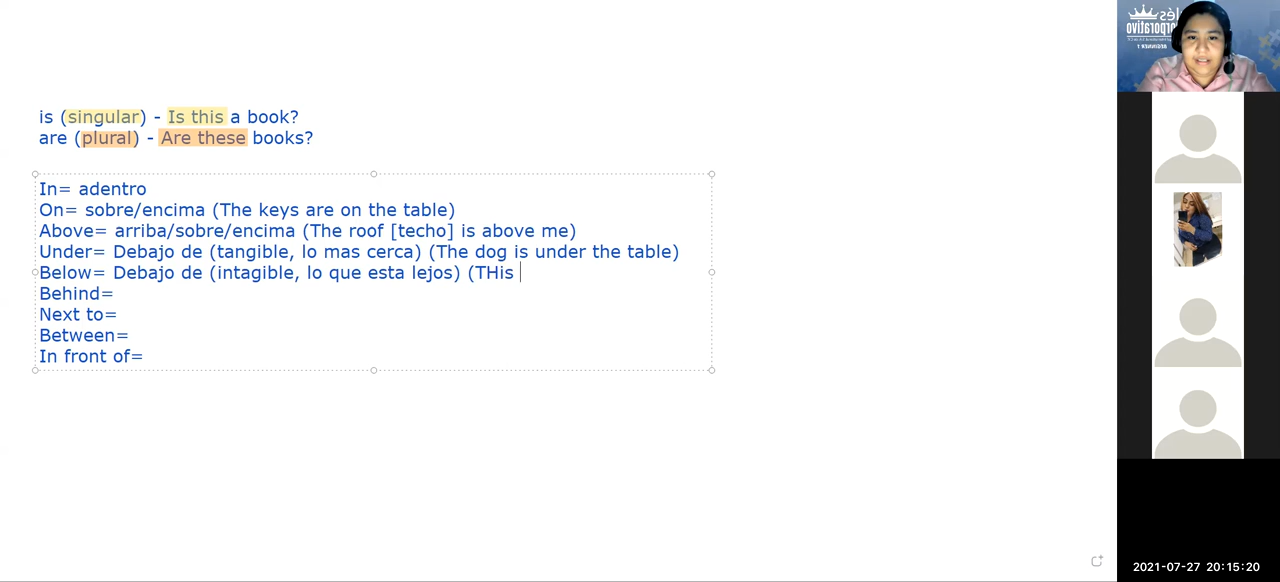 is (singular) - Is this a book?
are (plural) - Are these books?
In= adentro
On= sobre/encima (The keys are on the table)
Above= arriba/sobre/encima (The roof [techo] is above me)
Under= Debajo de (tangible, lo mas cerca) (The dog is under the table)
Below= Debajo de (intagible, lo que esta lejos) (THis
Behind=
Next to=
Between=
In front of=
2021-07-27 20:15:20